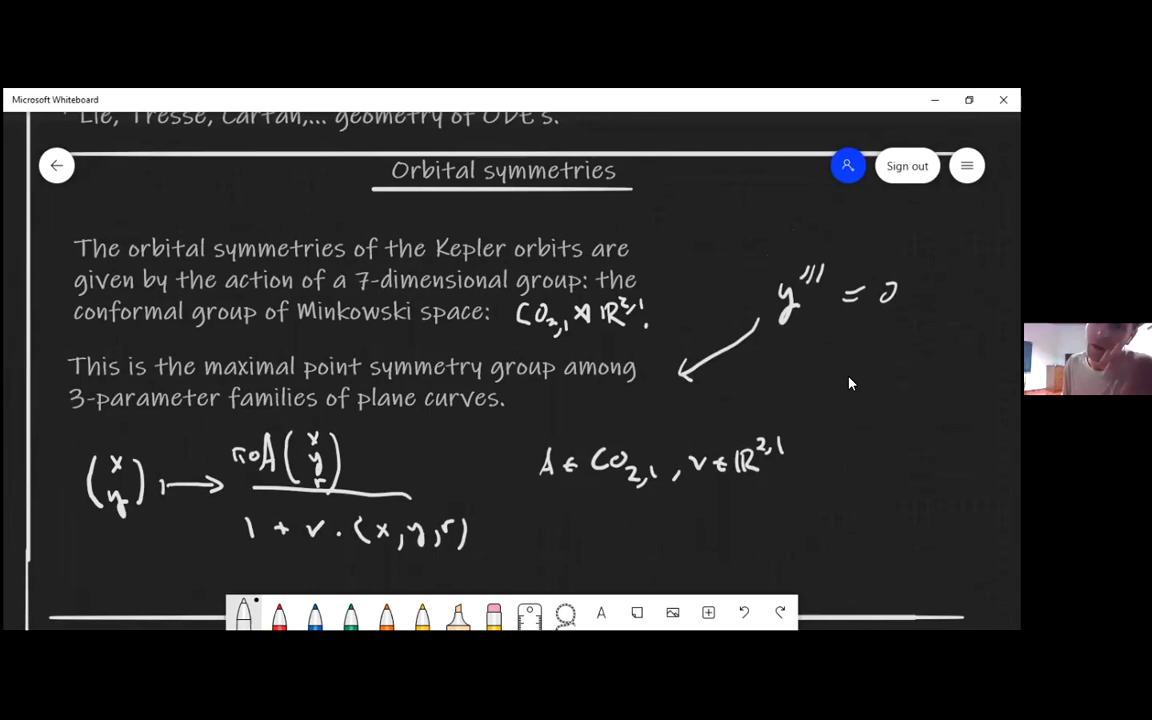 Microsoft Whiteboard
Lie, Tresse, Cartan,... geometry of ODE's.
Orbital symmetries
Sign out
The orbital symmetries of the Kepler orbits are
given by the action of a 7-dimensional group: the
conformal group of Minkowski space: CO₂,₁ ⋊ ℝ²,¹.
y''' = 0
This is the maximal point symmetry group among
3-parameter families of plane curves.
(x y) ↦ π∘A(x y r) / 1 + v · (x, y, r)
A ∈ CO₂,₁, v ∈ ℝ²,¹
A